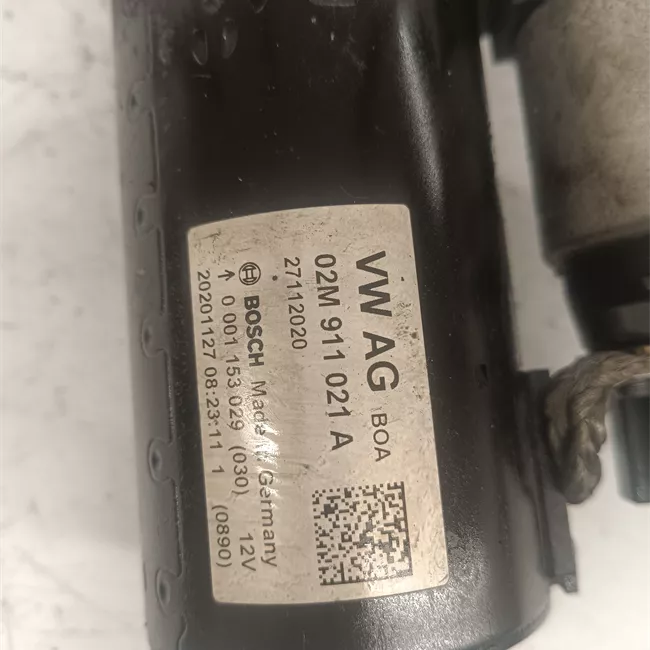 VW AG BOA
02M 911 021 A
27112020
BOSCH Made in Germany
↑ 0 001 153 029 (030) 12V
20201127 08:23:11 1 (0890)